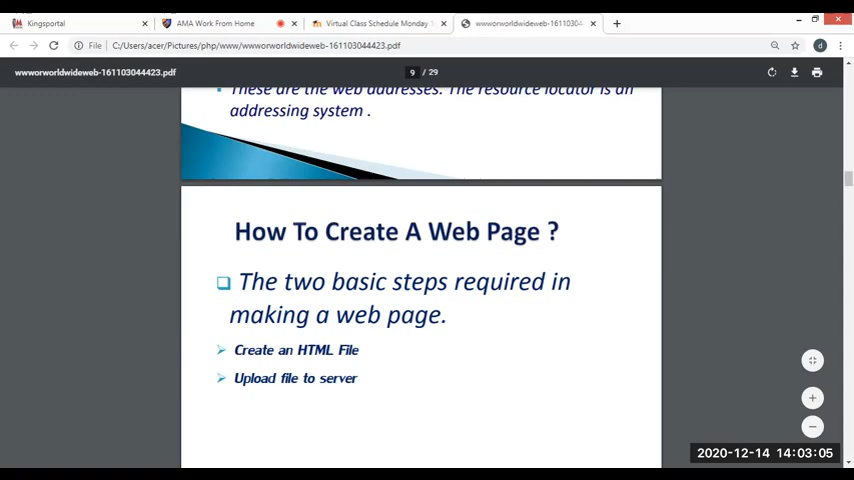 Kingsportal
AMA Work From Home
Virtual Class Schedule Monday
wwworworldwideweb-1611030
File
C:/Users/acer/Pictures/php/www/wwworworldwideweb-161103044423.pdf
d
wwworworldwideweb-161103044423.pdf
9 / 29
These are the web addresses. The resource locator is an
addressing system .
How To Create A Web Page ?
The two basic steps required in
making a web page.
Create an HTML File
Upload file to server
2020-12-14 14:03:05